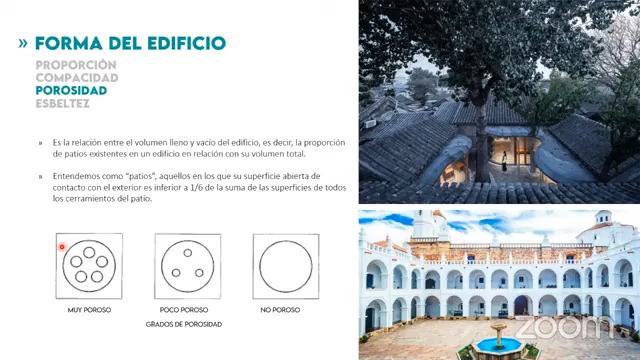 » FORMA DEL EDIFICIO
PROPORCIÓN
COMPACIDAD
POROSIDAD
ESBELTEZ
» Es la relación entre el volumen lleno y vacío del edificio, es decir, la proporción
de patios existentes en un edificio en relación con su volumen total.
» Entendemos como “patios”, aquellos en los que su superficie abierta de
contacto con el exterior es inferior a 1/6 de la suma de las superficies de todos
los cerramientos del patio.
MUY POROSO
POCO POROSO
NO POROSO
GRADOS DE POROSIDAD
zoom